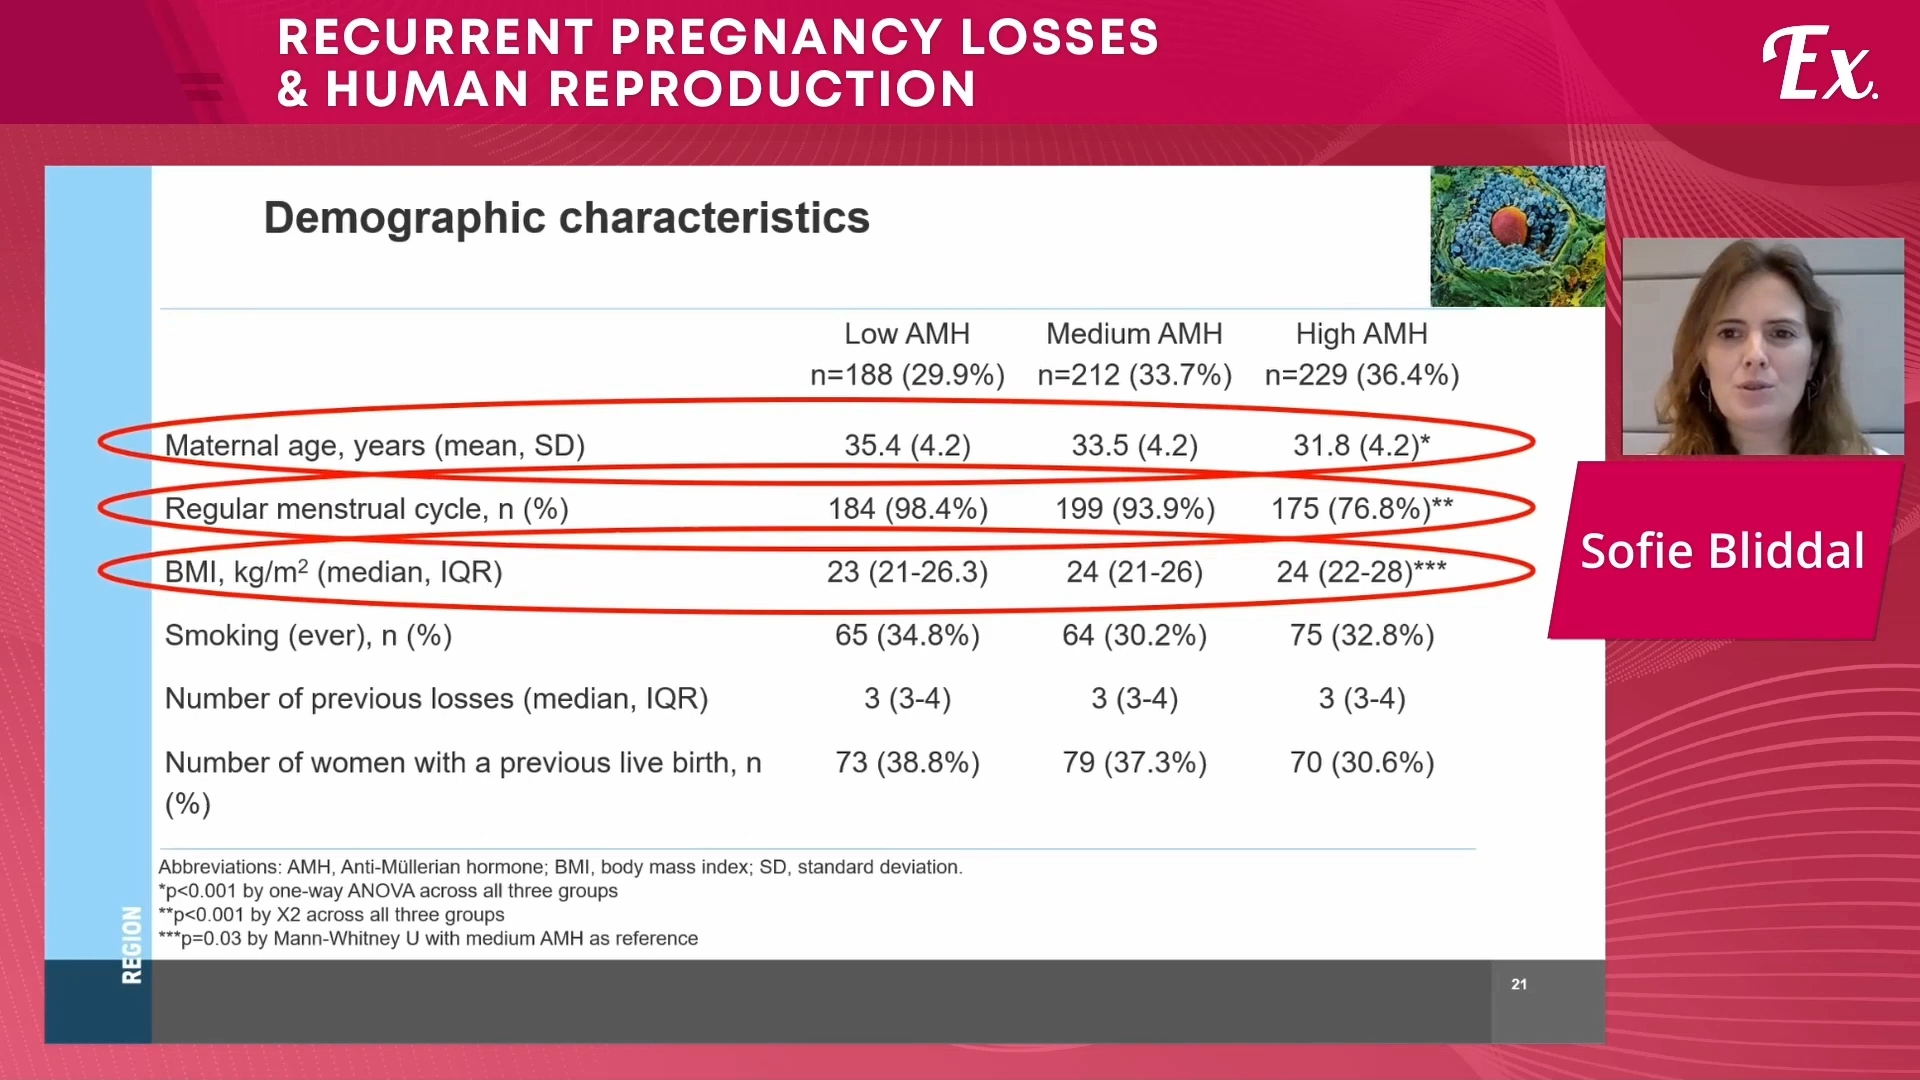 RECURRENT PREGNANCY LOSSES
& HUMAN REPRODUCTION
Ex.
Demographic characteristics
Low AMH Medium AMH High AMH
n=188 (29.9%) n=212 (33.7%) n=229 (36.4%)
Maternal age, years (mean, SD) 35.4 (4.2) 33.5 (4.2) 31.8 (4.2)*
Regular menstrual cycle, n (%) 184 (98.4%) 199 (93.9%) 175 (76.8%)**
BMI, kg/m² (median, IQR) 23 (21-26.3) 24 (21-26) 24 (22-28)***
Smoking (ever), n (%) 65 (34.8%) 64 (30.2%) 75 (32.8%)
Number of previous losses (median, IQR) 3 (3-4) 3 (3-4) 3 (3-4)
Number of women with a previous live birth, n 73 (38.8%) 79 (37.3%) 70 (30.6%)
(%)
Abbreviations: AMH, Anti-Müllerian hormone; BMI, body mass index; SD, standard deviation.
*p<0.001 by one-way ANOVA across all three groups
**p<0.001 by X2 across all three groups
***p=0.03 by Mann-Whitney U with medium AMH as reference
REGION
21
Sofie Bliddal